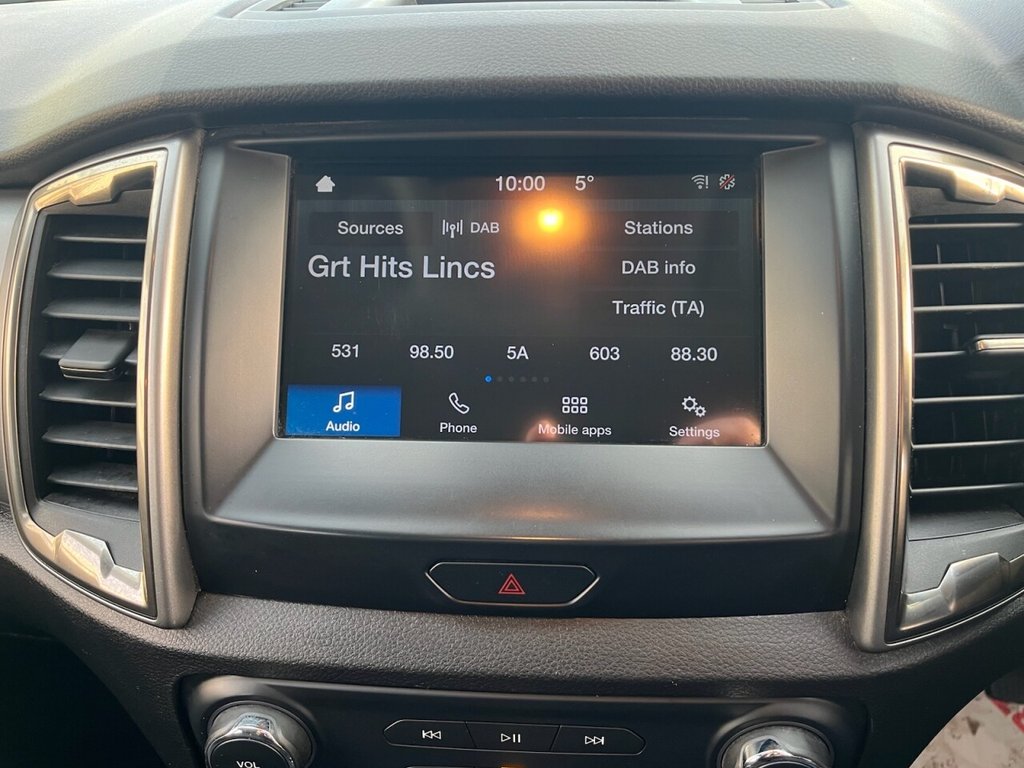 10:00 5°
Sources DAB Stations
Grt Hits Lincs DAB info
Traffic (TA)
531 98.50 5A 603 88.30
Audio Phone Mobile apps Settings
VOL